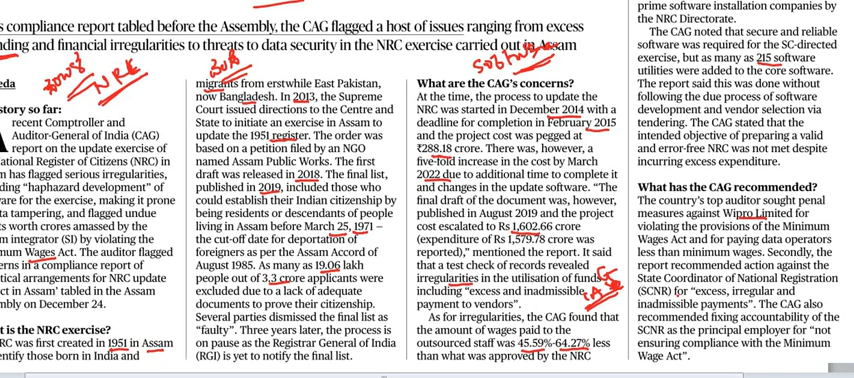 s compliance report tabled before the Assembly, the CAG flagged a host of issues ranging from excess
nding and financial irregularities to threats to data security in the NRC exercise carried out in Assam
eda
story so far:
recent Comptroller and
Auditor-General of India (CAG)
report on the update exercise of
ational Register of Citizens (NRC) in
m has flagged serious irregularities,
ding “haphazard development” of
vare for the exercise, making it prone
ta tampering, and flagged undue
ts worth crores amassed by the
m integrator (SI) by violating the
mum Wages Act. The auditor flagged
erns in a compliance report of
tical arrangements for NRC update
ct in Assam’ tabled in the Assam
mbly on December 24.
t is the NRC exercise?
RC was first created in 1951 in Assam
entify those born in India and
migrants from erstwhile East Pakistan,
now Bangladesh. In 2013, the Supreme
Court issued directions to the Centre and
State to initiate an exercise in Assam to
update the 1951 register. The order was
based on a petition filed by an NGO
named Assam Public Works. The first
draft was released in 2018. The final list,
published in 2019, included those who
could establish their Indian citizenship by
being residents or descendants of people
living in Assam before March 25, 1971 –
the cut-off date for deportation of
foreigners as per the Assam Accord of
August 1985. As many as 19.06 lakh
people out of 3.3 crore applicants were
excluded due to a lack of adequate
documents to prove their citizenship.
Several parties dismissed the final list as
“faulty”. Three years later, the process is
on pause as the Registrar General of India
(RGI) is yet to notify the final list.
What are the CAG’s concerns?
At the time, the process to update the
NRC was started in December 2014 with a
deadline for completion in February 2015
and the project cost was pegged at
₹288.18 crore. There was, however, a
five-fold increase in the cost by March
2022 due to additional time to complete it
and changes in the update software. “The
final draft of the document was, however,
published in August 2019 and the project
cost escalated to Rs 1,602.66 crore
(expenditure of Rs 1,579.78 crore was
reported),” mentioned the report. It said
that a test check of records revealed
irregularities in the utilisation of funds
including “excess and inadmissible
payment to vendors”.
As for irregularities, the CAG found that
the amount of wages paid to the
outsourced staff was 45.59%-64.27% less
than what was approved by the NRC
prime software installation companies by
the NRC Directorate.
The CAG noted that secure and reliable
software was required for the SC-directed
exercise, but as many as 215 software
utilities were added to the core software.
The report said this was done without
following the due process of software
development and vendor selection via
tendering. The CAG stated that the
intended objective of preparing a valid
and error-free NRC was not met despite
incurring excess expenditure.
What has the CAG recommended?
The country’s top auditor sought penal
measures against Wipro Limited for
violating the provisions of the Minimum
Wages Act and for paying data operators
less than minimum wages. Secondly, the
report recommended action against the
State Coordinator of National Registration
(SCNR) for “excess, irregular and
inadmissible payments”. The CAG also
recommended fixing accountability of the
SCNR as the principal employer for “not
ensuring compliance with the Minimum
Wage Act”.
NRC